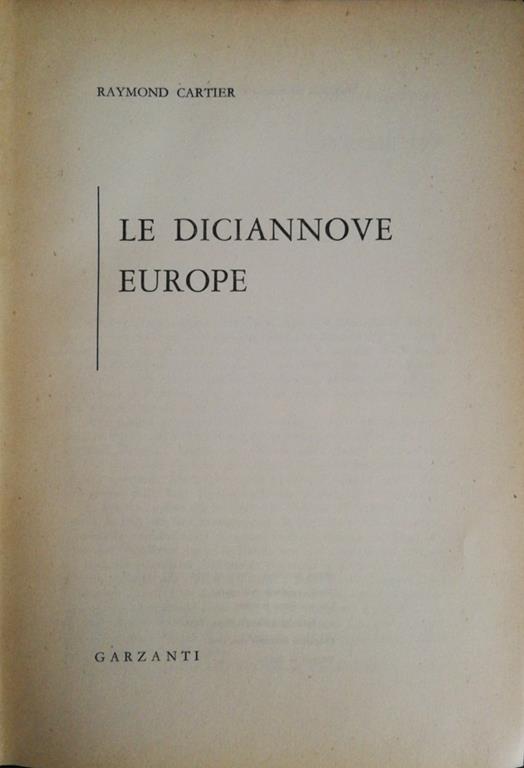 RAYMOND CARTIER
LE DICIANNOVE
EUROPE
GARZANTI